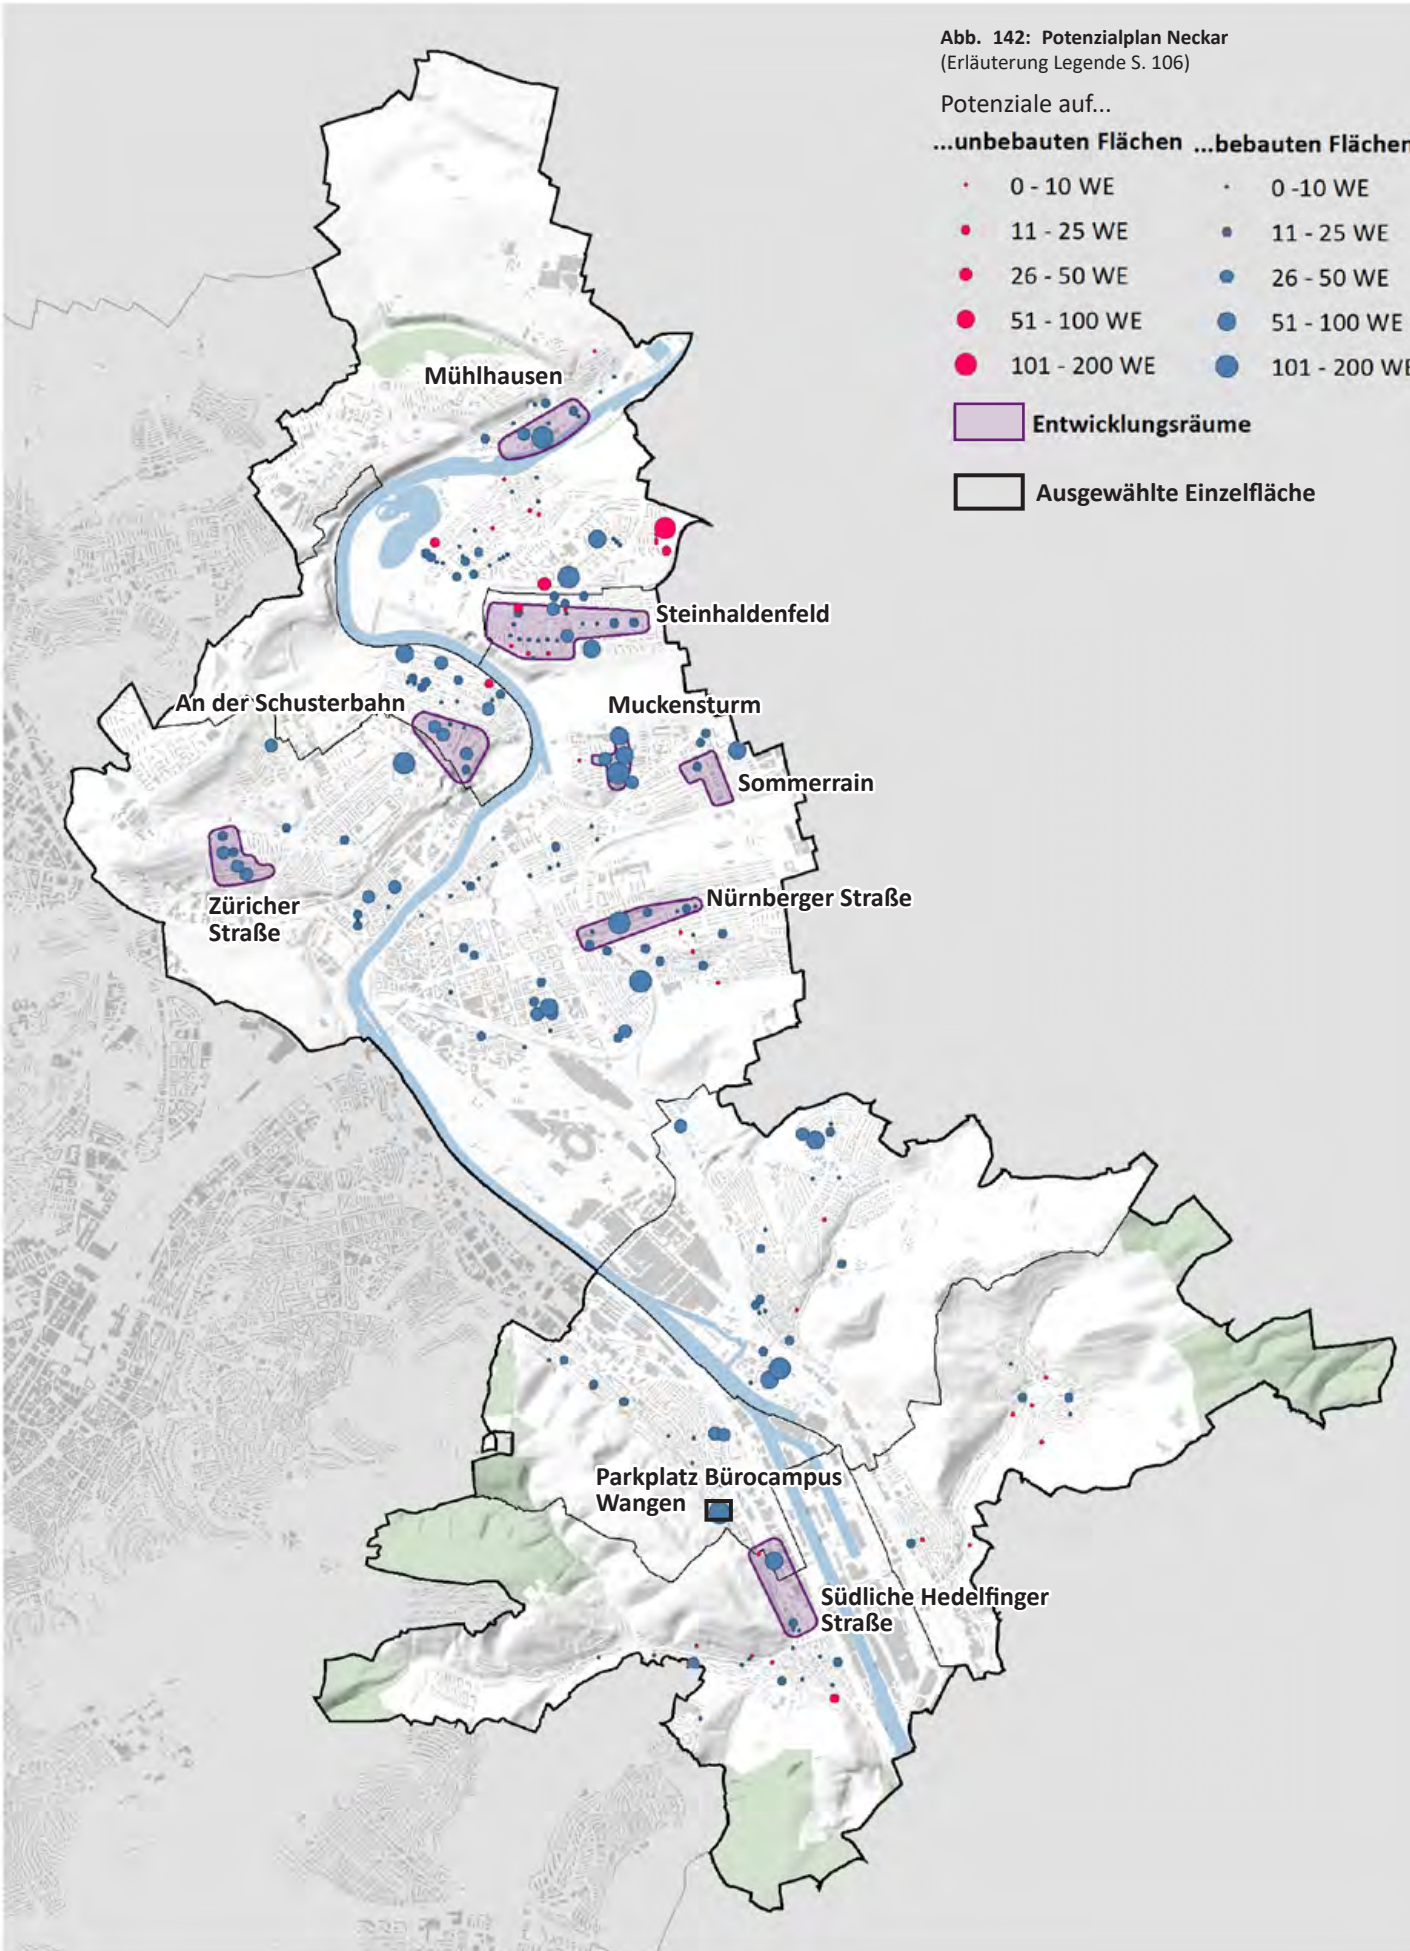 Abb. 142: Potenzialplan Neckar
(Erläuterung Legende S. 106)
Potenziale auf...
...unbebauten Flächen ...bebauten Flächen
0 - 10 WE 0 -10 WE
11 - 25 WE 11 - 25 WE
26 - 50 WE 26 - 50 WE
51 - 100 WE 51 - 100 WE
101 - 200 WE 101 - 200 WE
Entwicklungsräume
Ausgewählte Einzelfläche
Mühlhausen
Steinhaldenfeld
An der Schusterbahn
Muckensturm
Sommerrain
Nürnberger Straße
Züricher
Straße
Parkplatz Bürocampus
Wangen
Südliche Hedelfinger
Straße